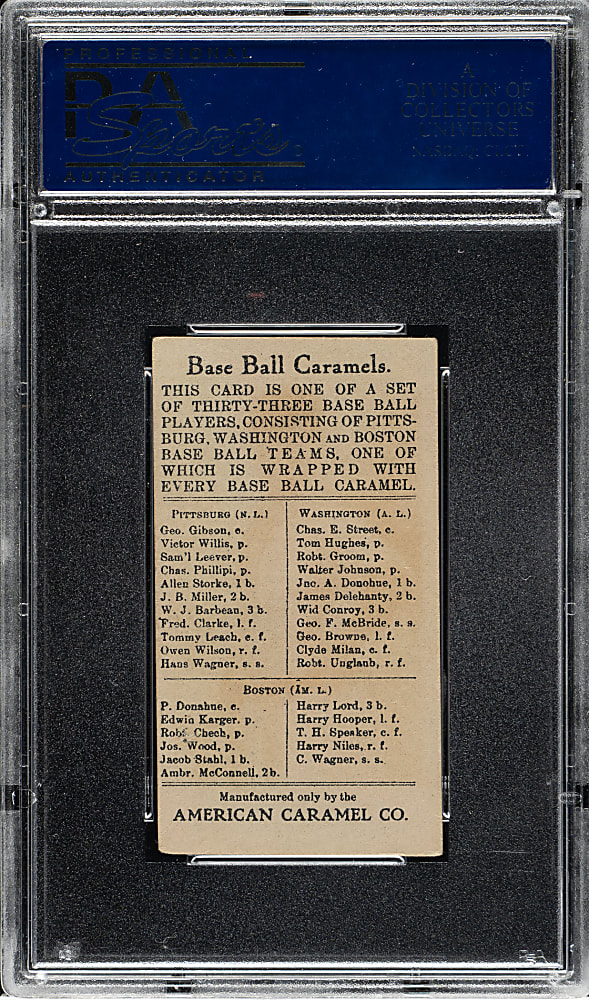 PROFESSIONAL
PSA
Sports
AUTHENTICATOR
A
DIVISION OF
COLLECTORS
UNIVERSE
NASDAQ: CLCT
Base Ball Caramels.
THIS CARD IS ONE OF A SET
OF THIRTY-THREE BASE BALL
PLAYERS, CONSISTING OF PITTS-
BURG, WASHINGTON AND BOSTON
BASE BALL TEAMS, ONE OF
WHICH IS WRAPPED WITH
EVERY BASE BALL CARAMEL.
PITTSBURG (N. L.)
Geo. Gibson, c.
Victor Willis, p.
Sam'l Leever, p.
Chas. Phillipi, p.
Allen Storke, 1 b.
J. B. Miller, 2 b.
W. J. Barbeau, 3 b.
Fred. Clarke, l. f.
Tommy Leach, c. f.
Owen Wilson, r. f.
Hans Wagner, s. s.
WASHINGTON (A. L.)
Chas. E. Street, c.
Tom Hughes, p.
Robt. Groom, p.
Walter Johnson, p.
Jno. A. Donohue, 1 b.
James Delehanty, 2 b.
Wid Conroy, 3 b.
Geo. F. McBride, s. s.
Geo. Browne, l. f.
Clyde Milan, c. f.
Robt. Unglaub, r. f.
BOSTON (AM. L.)
P. Donahue, c.
Edwin Karger. p.
Robt Chech, p.
Jos. Wood, p.
Jacob Stahl, 1 b.
Ambr. McConnell, 2 b.
Harry Lord, 3 b.
Harry Hooper, l. f.
T. H. Speaker, c. f.
Harry Niles, r. f.
C. Wagner, s. s.
Manufactured only by the
AMERICAN CARAMEL CO.